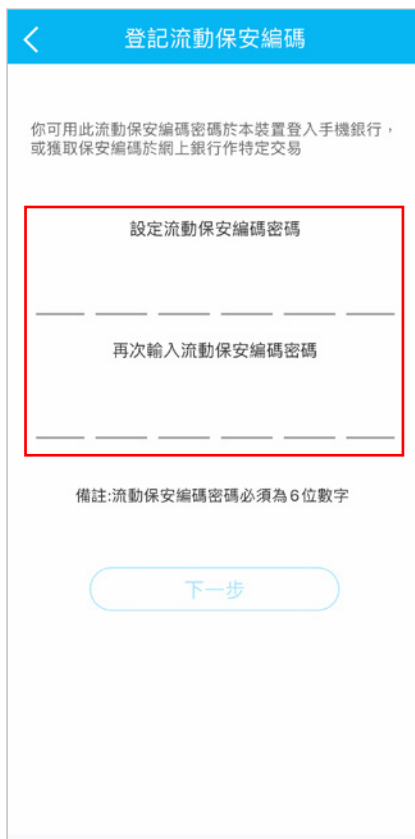 登記流動保安編碼
你可用此流動保安編碼密碼於本裝置登入手機銀行，
或獲取保安編碼於網上銀行作特定交易
設定流動保安編碼密碼
再次輸入流動保安編碼密碼
備註:流動保安編碼密碼必須為6位數字
下一步